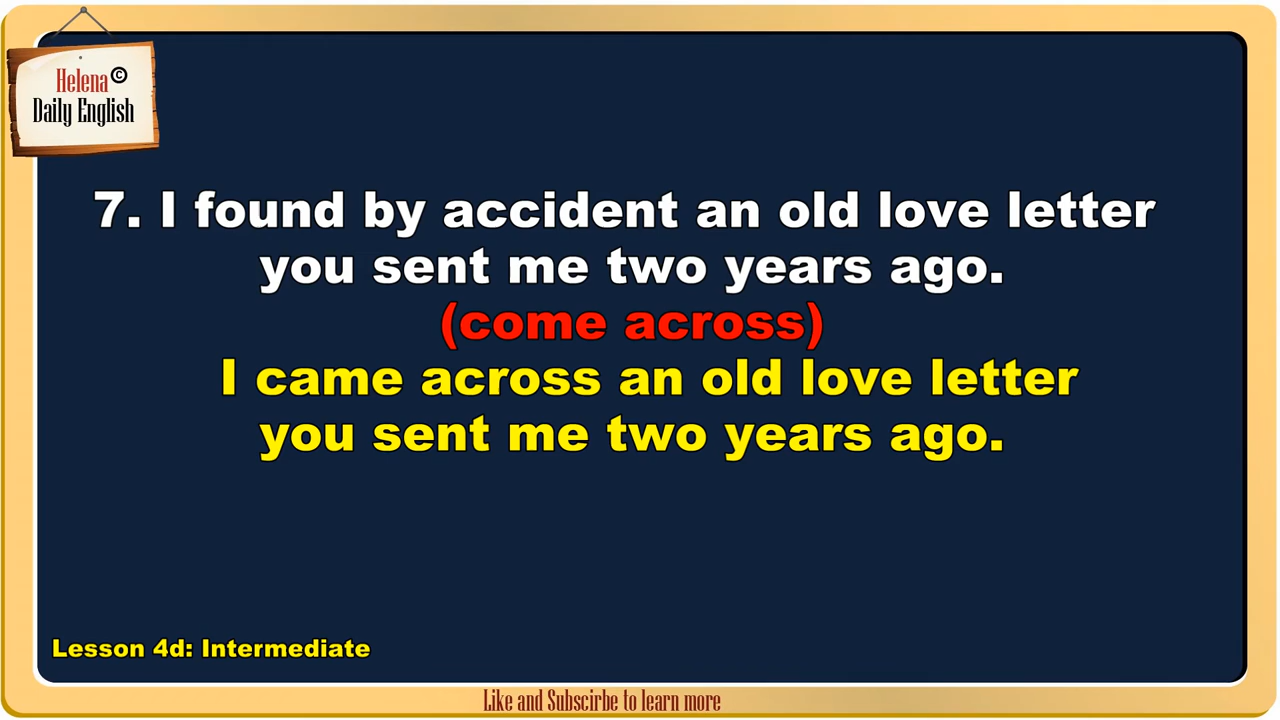 Helena ©
Daily English
7. I found by accident an old love letter
you sent me two years ago.
(come across)
I came across an old love letter
you sent me two years ago.
Lesson 4d: Intermediate
Like and Subscirbe to learn more